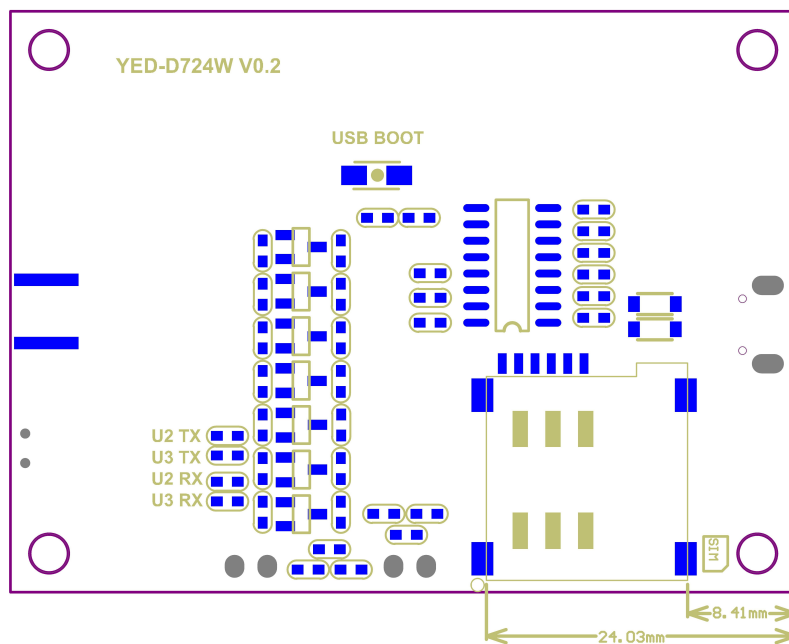 YED-D724W V0.2
USB BOOT
U2 TX
U3 TX
U2 RX
U3 RX
SIM
8.41mm
24.03mm